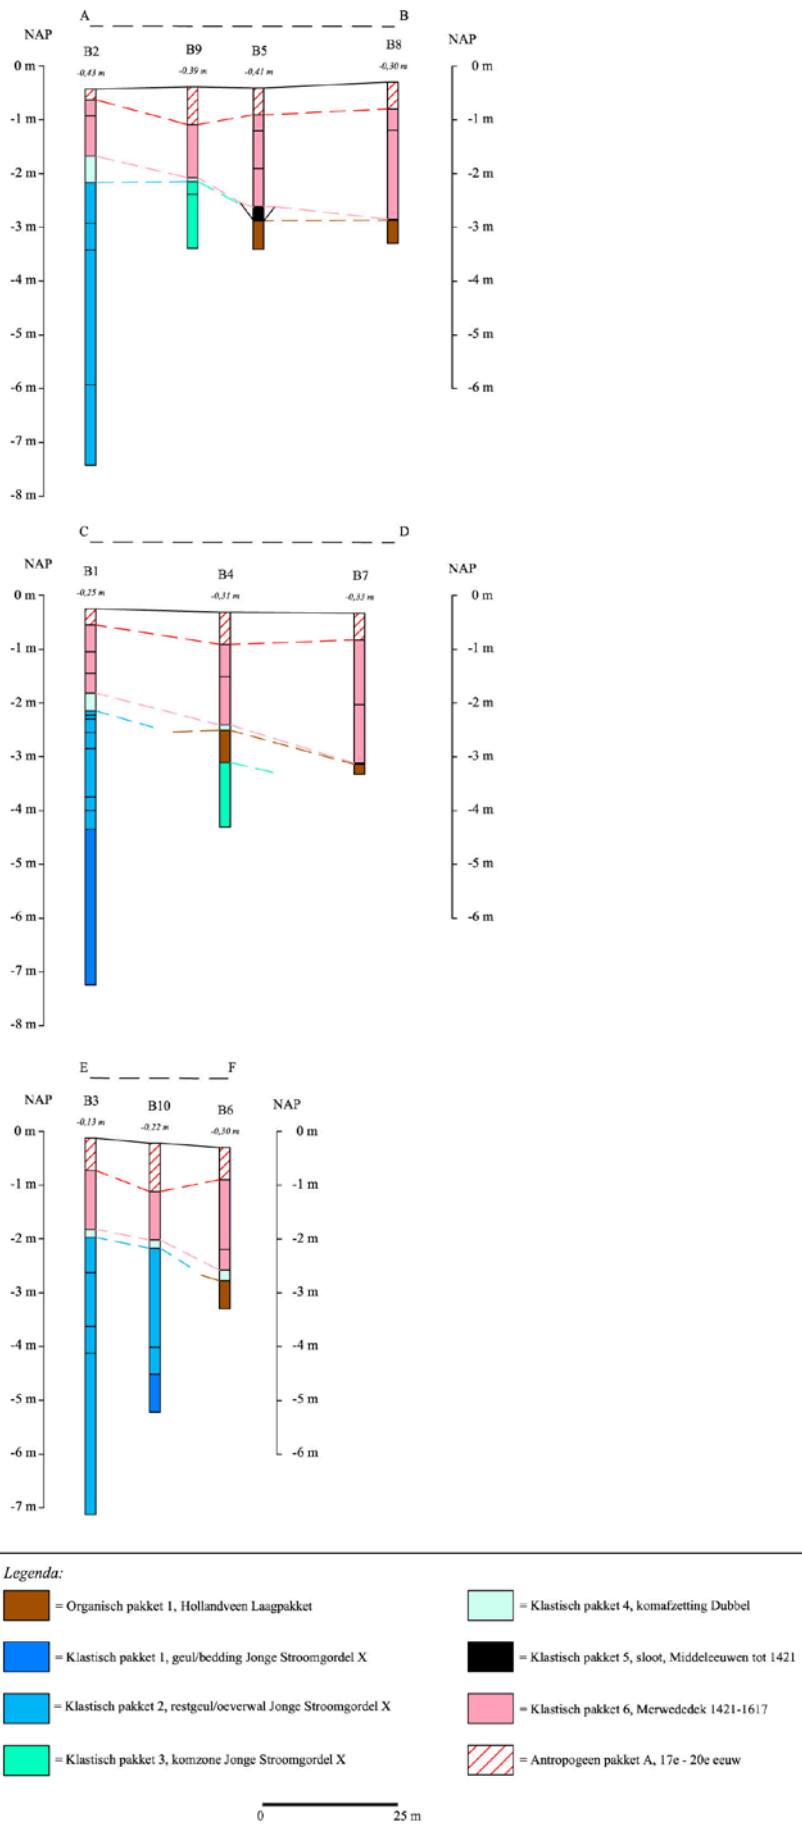 A B
NAP NAP
B2 B9 B5 B8
-0,43 m -0,39 m -0,41 m -0,30 m
0 m 0 m
-1 m -1 m
-2 m -2 m
-3 m -3 m
-4 m -4 m
-5 m -5 m
-6 m -6 m
-7 m
-8 m
C D
NAP NAP
B1 B4 B7
-0,25 m -0,31 m -0,33 m
0 m 0 m
-1 m -1 m
-2 m -2 m
-3 m -3 m
-4 m -4 m
-5 m -5 m
-6 m -6 m
-7 m
-8 m
E F
NAP NAP
B3 B10 B6
-0,13 m -0,22 m -0,30 m
0 m 0 m
-1 m -1 m
-2 m -2 m
-3 m -3 m
-4 m -4 m
-5 m -5 m
-6 m -6 m
-7 m
Legenda:
= Organisch pakket 1, Hollandveen Laagpakket
= Klastisch pakket 1, geul/bedding Jonge Stroomgordel X
= Klastisch pakket 2, restgeul/oeverwal Jonge Stroomgordel X
= Klastisch pakket 3, komzone Jonge Stroomgordel X
= Klastisch pakket 4, komafzetting Dubbel
= Klastisch pakket 5, sloot, Middeleeuwen tot 1421
= Klastisch pakket 6, Merwededek 1421-1617
= Antropogeen pakket A, 17e - 20e eeuw
0 25 m